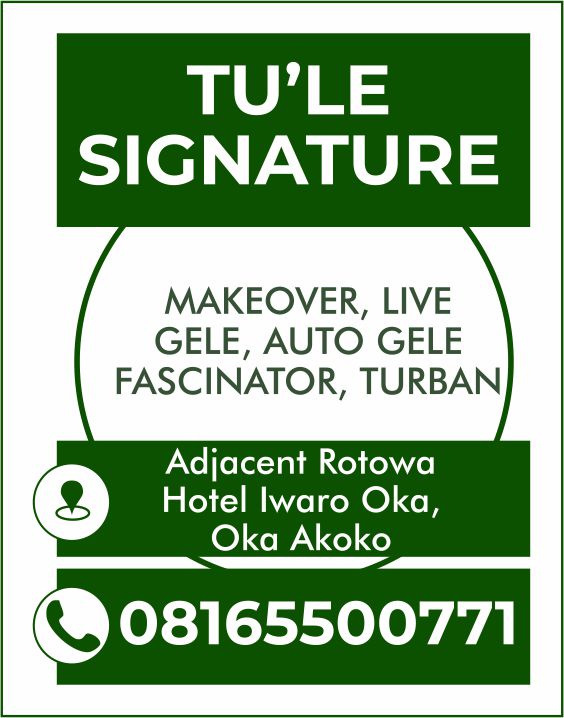 TU’LE
SIGNATURE
MAKEOVER, LIVE
GELE, AUTO GELE
FASCINATOR, TURBAN
Adjacent Rotowa
Hotel Iwaro Oka,
Oka Akoko
08165500771